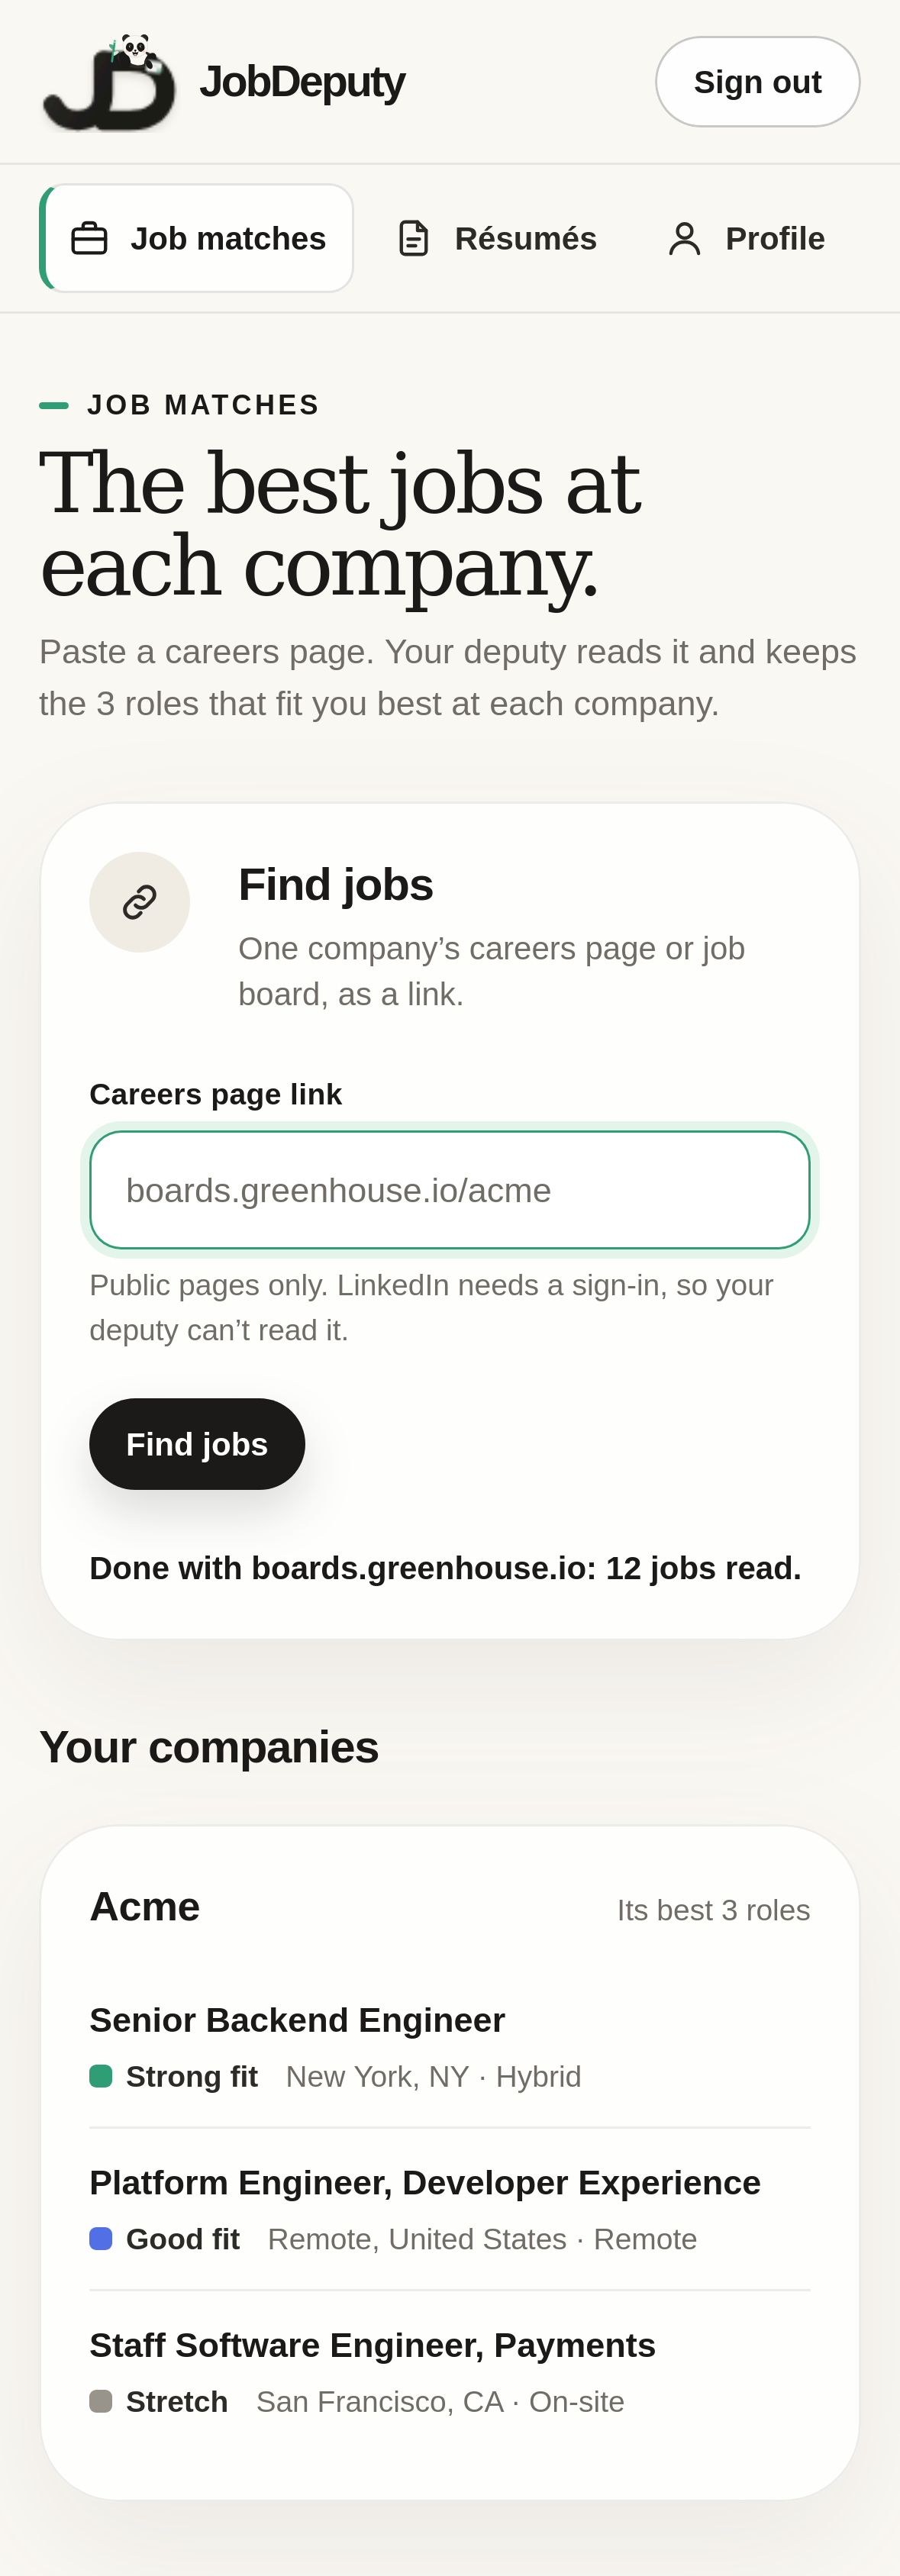 JD
JobDeputy
Sign out
Job matches
Résumés
Profile
JOB MATCHES
The best jobs at
each company.
Paste a careers page. Your deputy reads it and keeps
the 3 roles that fit you best at each company.
Find jobs
One company’s careers page or job
board, as a link.
Careers page link
boards.greenhouse.io/acme
Public pages only. LinkedIn needs a sign-in, so your
deputy can’t read it.
Find jobs
Done with boards.greenhouse.io: 12 jobs read.
Your companies
Acme
Its best 3 roles
Senior Backend Engineer
Strong fit New York, NY · Hybrid
Platform Engineer, Developer Experience
Good fit Remote, United States · Remote
Staff Software Engineer, Payments
Stretch San Francisco, CA · On-site